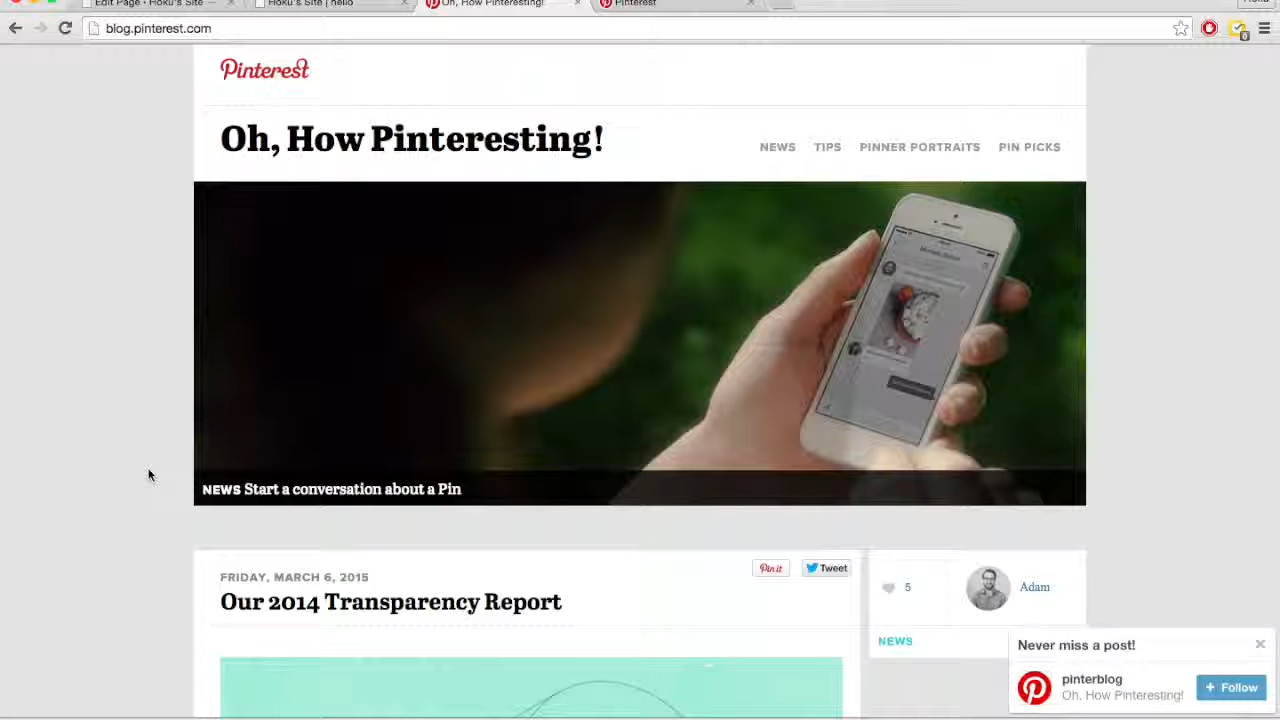 Edit Page • Hoku's Site —
Hoku's Site | hello
Oh, How Pinteresting!
Pinterest
blog.pinterest.com
Pinterest
Oh, How Pinteresting!
NEWS TIPS PINNER PORTRAITS PIN PICKS
NEWS Start a conversation about a Pin
FRIDAY, MARCH 6, 2015
Pin it
Tweet
Our 2014 Transparency Report
5
Adam
NEWS
Never miss a post!
pinterblog
Oh, How Pinteresting!
+ Follow